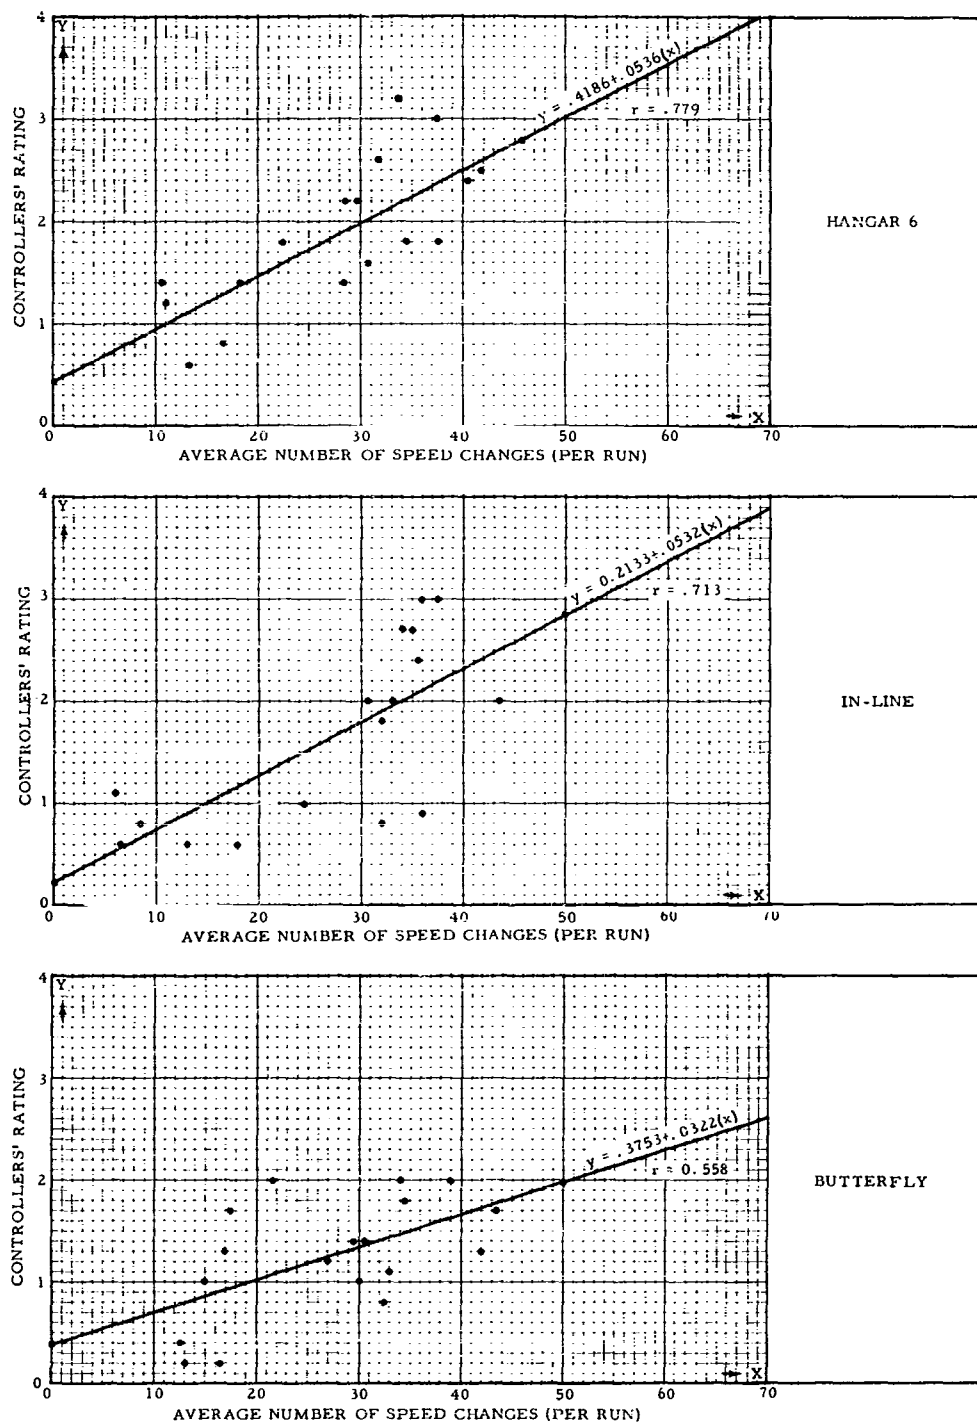 Y
4
3
2
1
0
CONTROLLERS' RATING
y = .4186+.0536(x)
r = .779
X
0 10 20 30 40 50 60 70
AVERAGE NUMBER OF SPEED CHANGES (PER RUN)
HANGAR 6
Y
4
3
2
1
0
CONTROLLERS' RATING
y = 0.2133+.0532(x)
r = .713
X
0 10 20 30 40 50 60 70
AVERAGE NUMBER OF SPEED CHANGES (PER RUN)
IN-LINE
Y
4
3
2
1
0
CONTROLLERS' RATING
y = .3753+.0322(x)
r = 0.558
X
0 10 20 30 40 50 60 70
AVERAGE NUMBER OF SPEED CHANGES (PER RUN)
BUTTERFLY